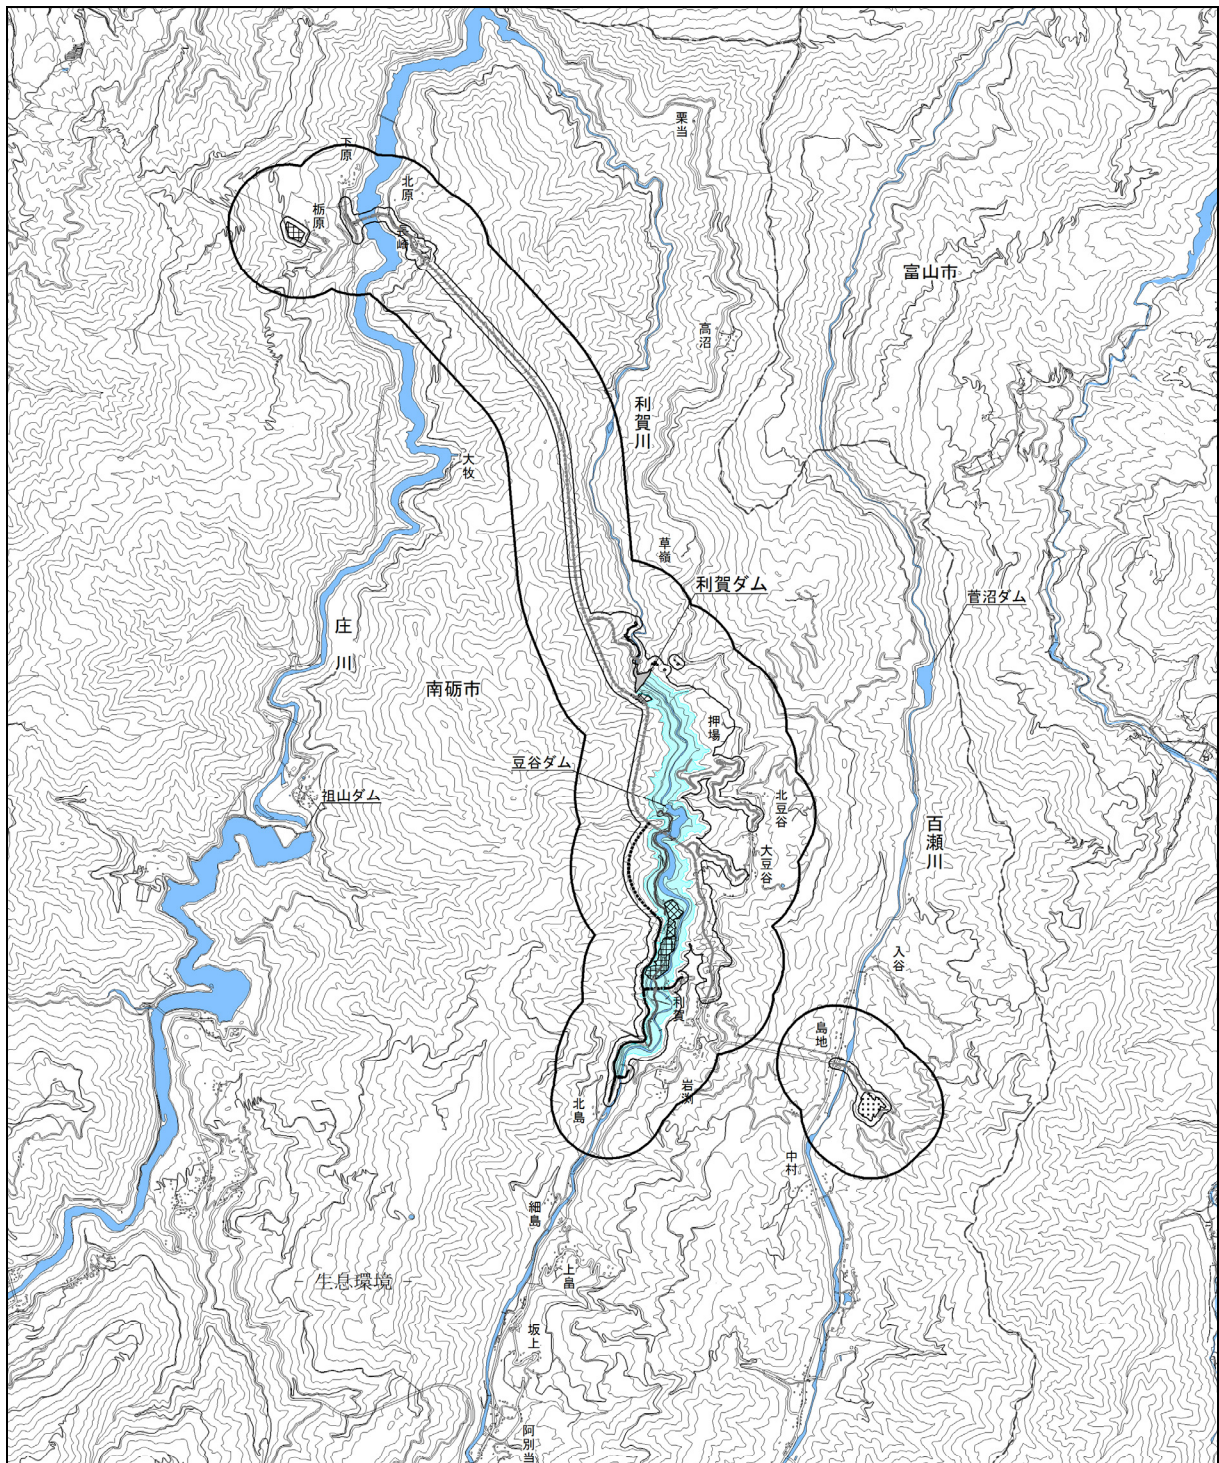 栗当
下原
北原
栃原
長崎
富山市
高沼
利賀川
大牧
草嶺
利賀ダム
菅沼ダム
庄川
南砺市
押場
豆谷ダム
祖山ダム
北豆谷
百瀬川
大豆谷
入谷
利賀
島地
岩渕
北島
中村
細島
上畠
- 生息環境 -
坂上
阿別当